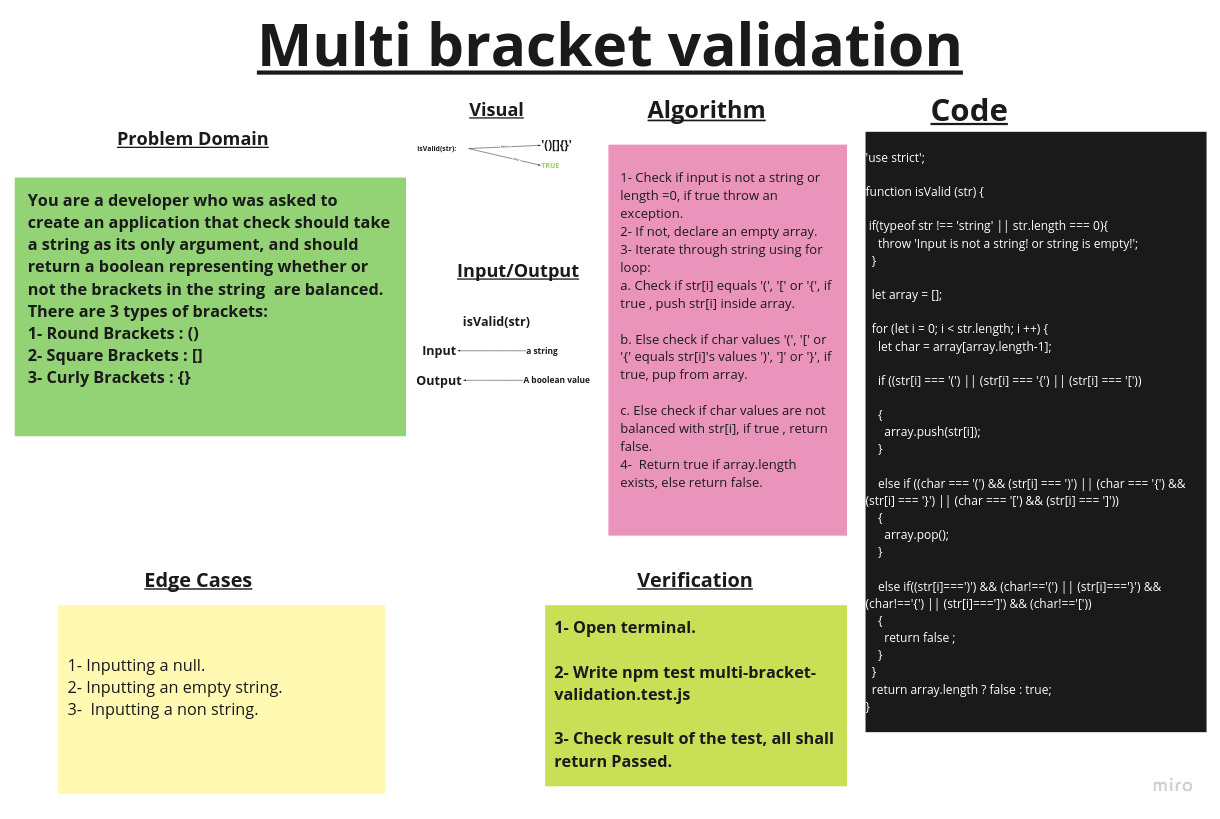 Multi bracket validation
Problem Domain
You are a developer who was asked to
create an application that check should take
a string as its only argument, and should
return a boolean representing whether or
not the brackets in the string  are balanced.
There are 3 types of brackets:
1- Round Brackets : ()
2- Square Brackets : []
3- Curly Brackets : {}
Visual
isValid(str):
'()[]{}'
TRUE
Input/Output
isValid(str)
Input
a string
Output
A boolean value
Algorithm
1- Check if input is not a string or
length =0, if true throw an
exception.
2- If not, declare an empty array.
3- Iterate through string using for
loop:
a. Check if str[i] equals '(', '[' or '{', if
true , push str[i] inside array.
b. Else check if char values '(', '[' or
'{' equals str[i]'s values ')', ']' or '}', if
true, pup from array.
c. Else check if char values are not
balanced with str[i], if true , return
false.
4-  Return true if array.length
exists, else return false.
Code
'use strict';
function isValid (str) {
if(typeof str !== 'string' || str.length === 0){
throw 'Input is not a string! or string is empty!';
}
let array = [];
for (let i = 0; i < str.length; i ++) {
let char = array[array.length-1];
if ((str[i] === '(') || (str[i] === '{') || (str[i] === '['))
{
array.push(str[i]);
}
else if ((char === '(') && (str[i] === ')') || (char === '{') &&
(str[i] === '}') || (char === '[') && (str[i] === ']'))
{
array.pop();
}
else if((str[i]===')') && (char!=='(') || (str[i]==='}') &&
(char!=='{') || (str[i]===']') && (char!=='['))
{
return false ;
}
}
return array.length ? false : true;
}
Edge Cases
1- Inputting a null.
2- Inputting an empty string.
3-  Inputting a non string.
Verification
1- Open terminal.
2- Write npm test multi-bracket-
validation.test.js
3- Check result of the test, all shall
return Passed.
miro